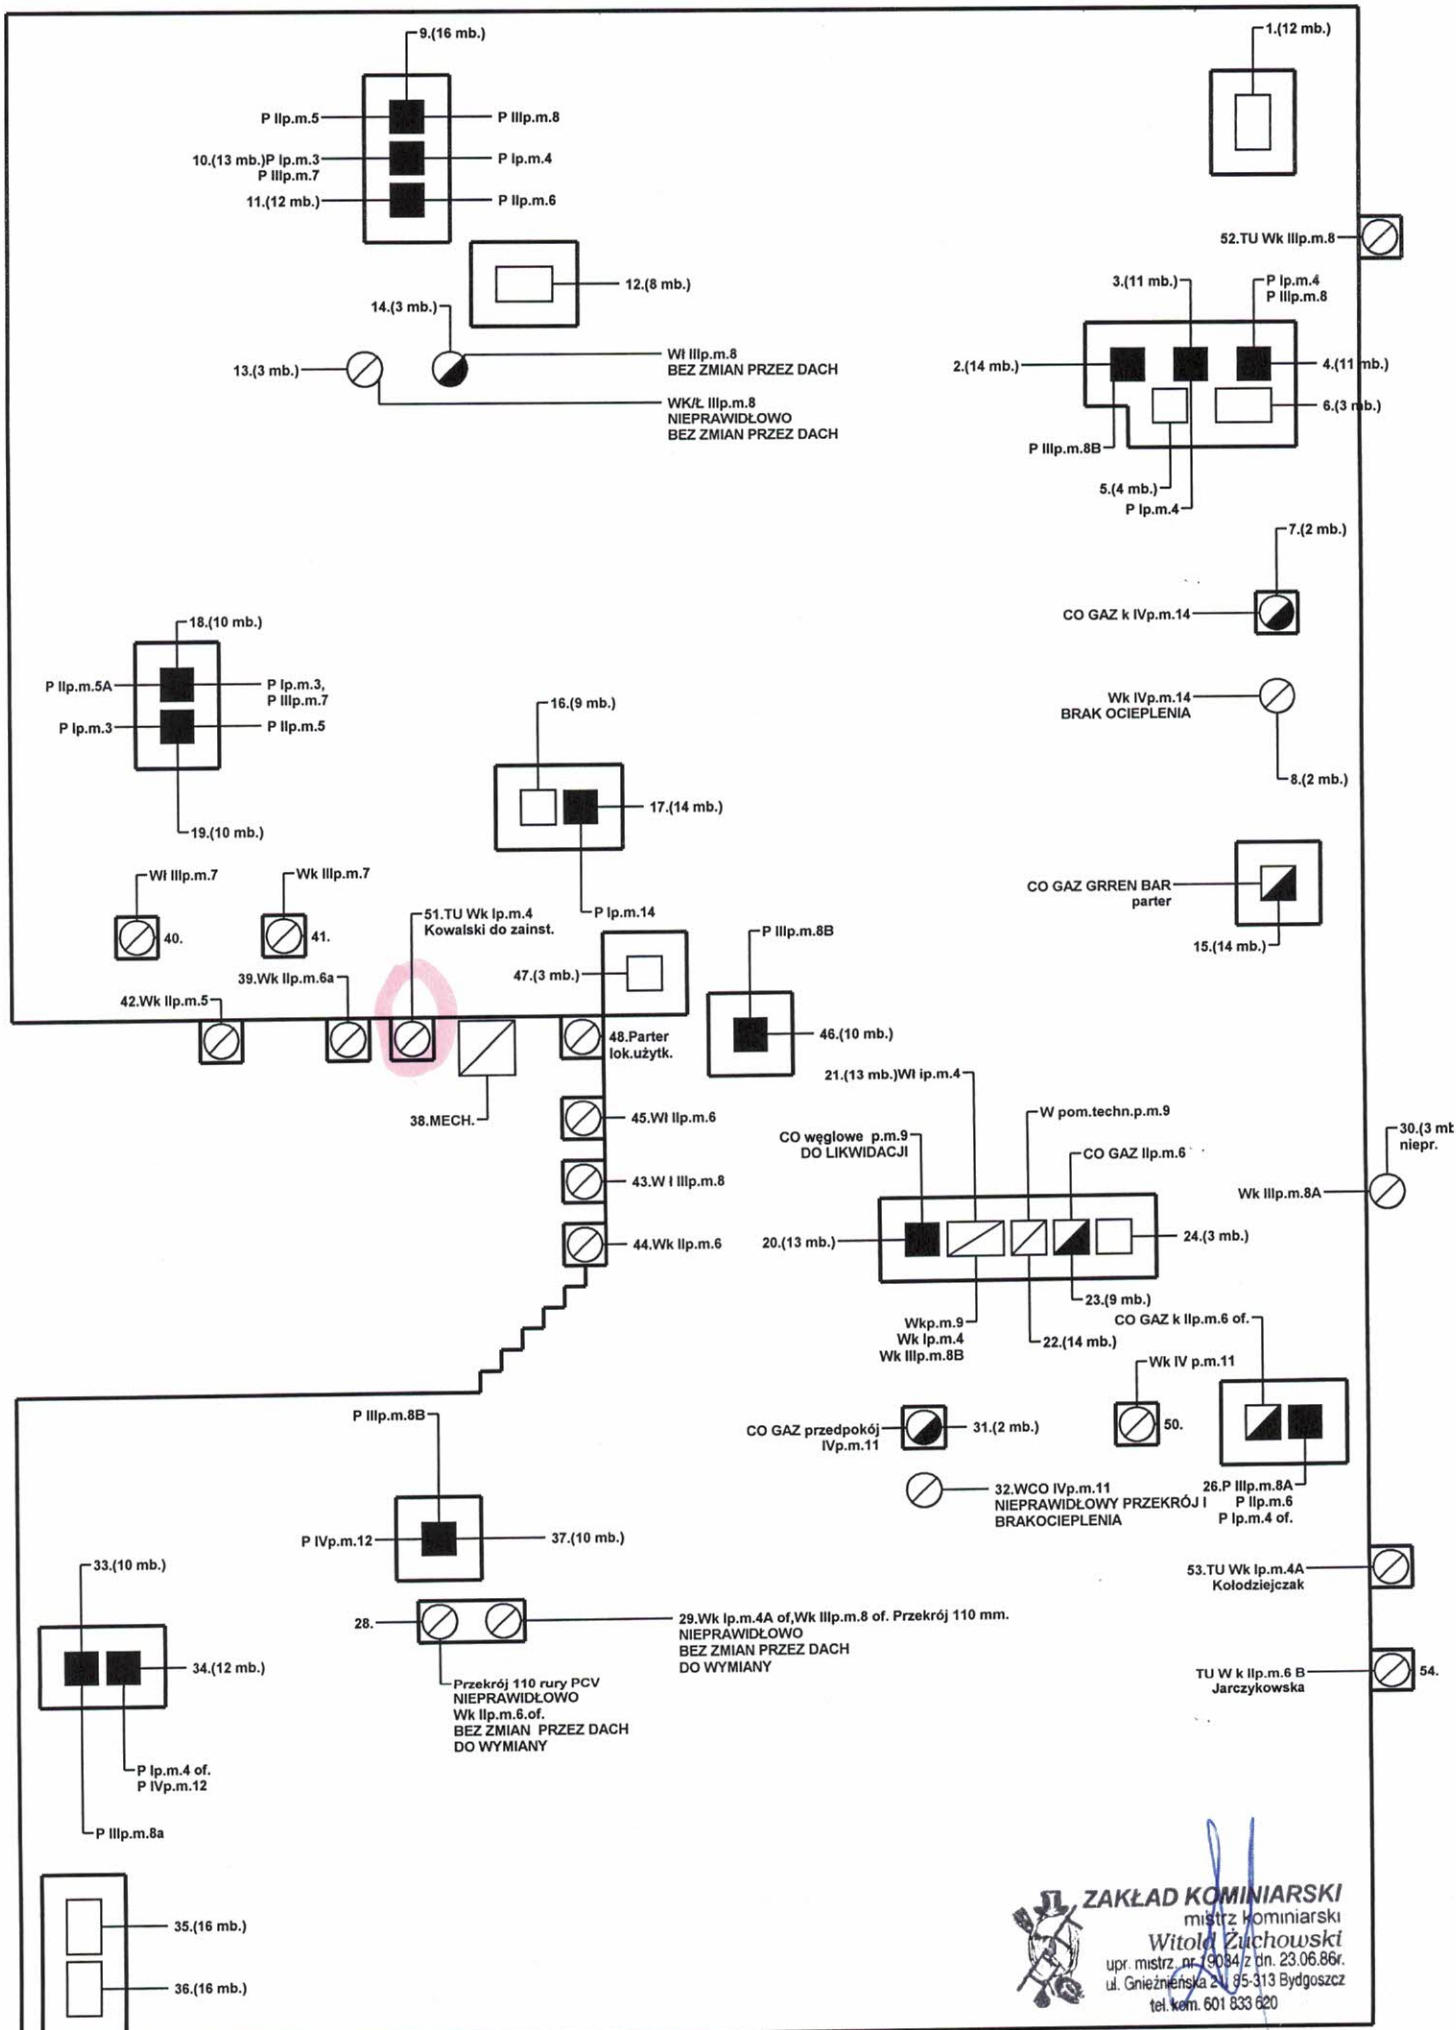 9.(16 mb.)
1.(12 mb.)
P IIp.m.5
P IIIp.m.8
10.(13 mb.)P Ip.m.3
P IIIp.m.7
P Ip.m.4
11.(12 mb.)
P IIp.m.6
52.TU Wk IIIp.m.8
12.(8 mb.)
3.(11 mb.)
P Ip.m.4
P IIIp.m.8
14.(3 mb.)
13.(3 mb.)
Wł IIIp.m.8
BEZ ZMIAN PRZEZ DACH
2.(14 mb.)
4.(11 mb.)
WK/Ł IIIp.m.8
NIEPRAWIDŁOWO
BEZ ZMIAN PRZEZ DACH
6.(3 mb.)
P IIIp.m.8B
5.(4 mb.)
P Ip.m.4
7.(2 mb.)
CO GAZ k IVp.m.14
18.(10 mb.)
P IIp.m.5A
P Ip.m.3,
P IIIp.m.7
P Ip.m.3
P IIp.m.5
16.(9 mb.)
Wk IVp.m.14
BRAK OCIEPLENIA
8.(2 mb.)
17.(14 mb.)
19.(10 mb.)
Wł IIIp.m.7
Wk IIIp.m.7
CO GAZ GRREN BAR
parter
51.TU Wk Ip.m.4
Kowalski do zainst.
P Ip.m.14
40.
41.
P IIIp.m.8B
15.(14 mb.)
39.Wk IIp.m.6a
47.(3 mb.)
42.Wk IIp.m.5
48.Parter
lok.użytk.
46.(10 mb.)
21.(13 mb.)Wł ip.m.4
38.MECH.
45.Wł IIp.m.6
W pom.techn.p.m.9
CO węglowe p.m.9
DO LIKWIDACJI
CO GAZ IIp.m.6
30.(3 mb
niepr.
43.W ł IIIp.m.8
Wk IIIp.m.8A
44.Wk IIp.m.6
20.(13 mb.)
24.(3 mb.)
23.(9 mb.)
Wkp.m.9
Wk Ip.m.4
Wk IIIp.m.8B
22.(14 mb.)
CO GAZ k IIp.m.6 of.
Wk IV p.m.11
P IIIp.m.8B
CO GAZ przedpokój
IVp.m.11
31.(2 mb.)
50.
32.WCO IVp.m.11
NIEPRAWIDŁOWY PRZEKRÓJ I
BRAKOCIEPLENIA
26.P IIIp.m.8A
P IIp.m.6
P Ip.m.4 of.
P IVp.m.12
37.(10 mb.)
33.(10 mb.)
53.TU Wk Ip.m.4A
Kołodziejczak
28.
29.Wk Ip.m.4A of,Wk IIIp.m.8 of. Przekrój 110 mm.
NIEPRAWIDŁOWO
BEZ ZMIAN PRZEZ DACH
DO WYMIANY
34.(12 mb.)
Przekrój 110 rury PCV
NIEPRAWIDŁOWO
Wk IIp.m.6.of.
BEZ ZMIAN PRZEZ DACH
DO WYMIANY
TU W k IIp.m.6 B
Jarczykowska
54.
P Ip.m.4 of.
P IVp.m.12
P IIIp.m.8a
35.(16 mb.)
36.(16 mb.)
ZAKŁAD KOMINIARSKI
mistrz kominiarski
Witold Żuchowski
upr. mistrz. nr 19034 z dn. 23.06.86r.
ul. Gnieźnieńska 21, 85-313 Bydgoszcz
tel. kom. 601 833 620